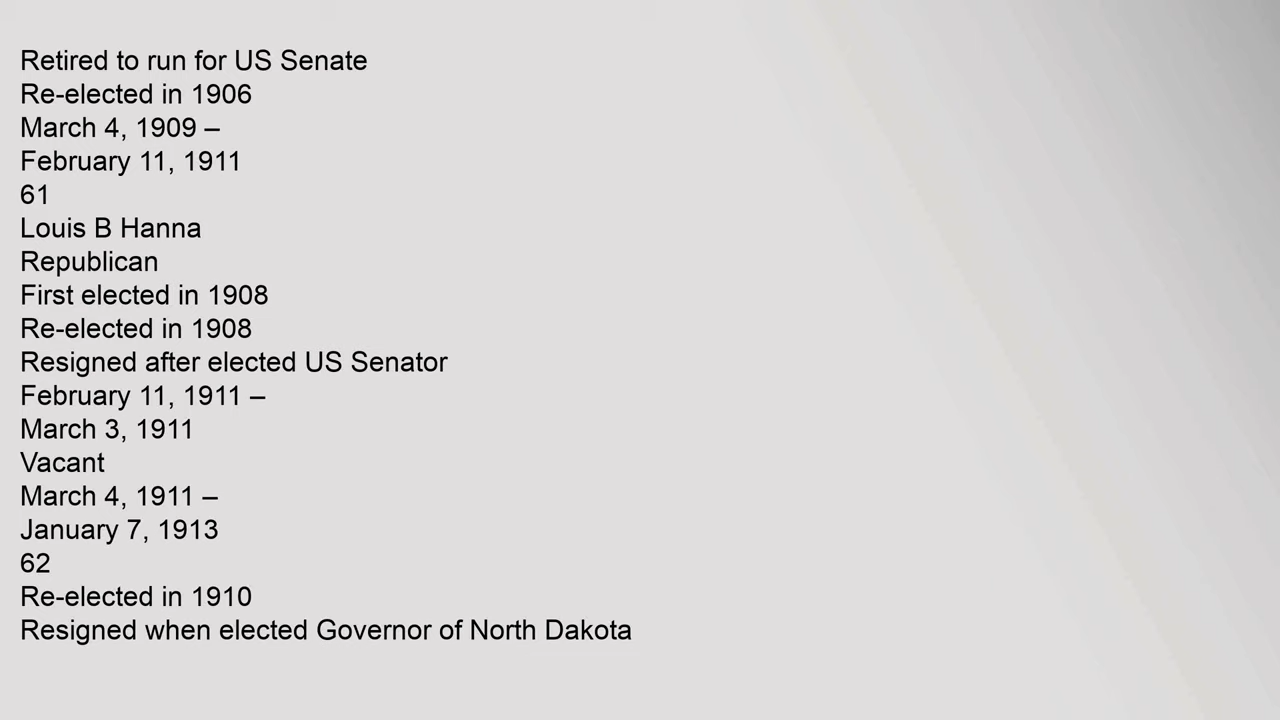 Retired to run for US Senate
Re-elected in 1906
March 4, 1909 –
February 11, 1911
61
Louis B Hanna
Republican
First elected in 1908
Re-elected in 1908
Resigned after elected US Senator
February 11, 1911 –
March 3, 1911
Vacant
March 4, 1911 –
January 7, 1913
62
Re-elected in 1910
Resigned when elected Governor of North Dakota